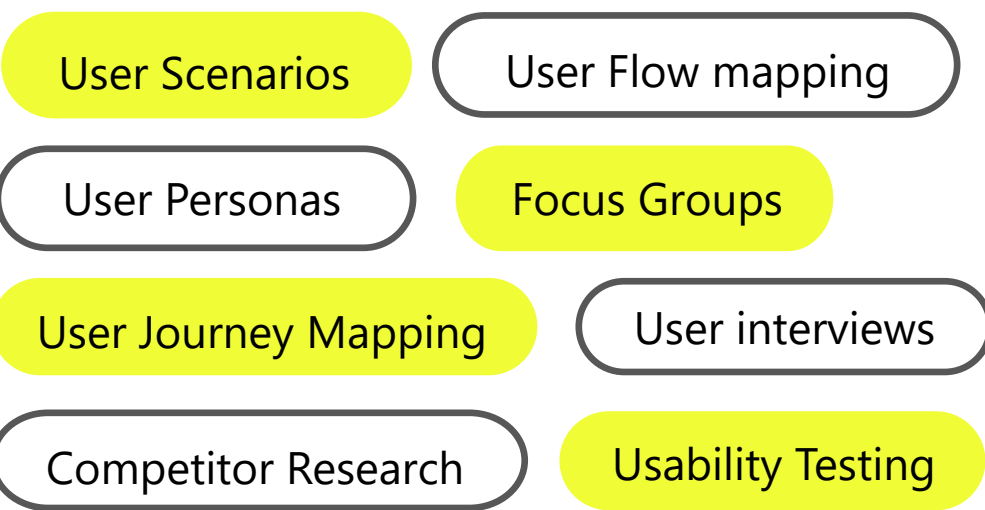 User Scenarios
User Flow mapping
User Personas
Focus Groups
User Journey Mapping
User interviews
Competitor Research
Usability Testing